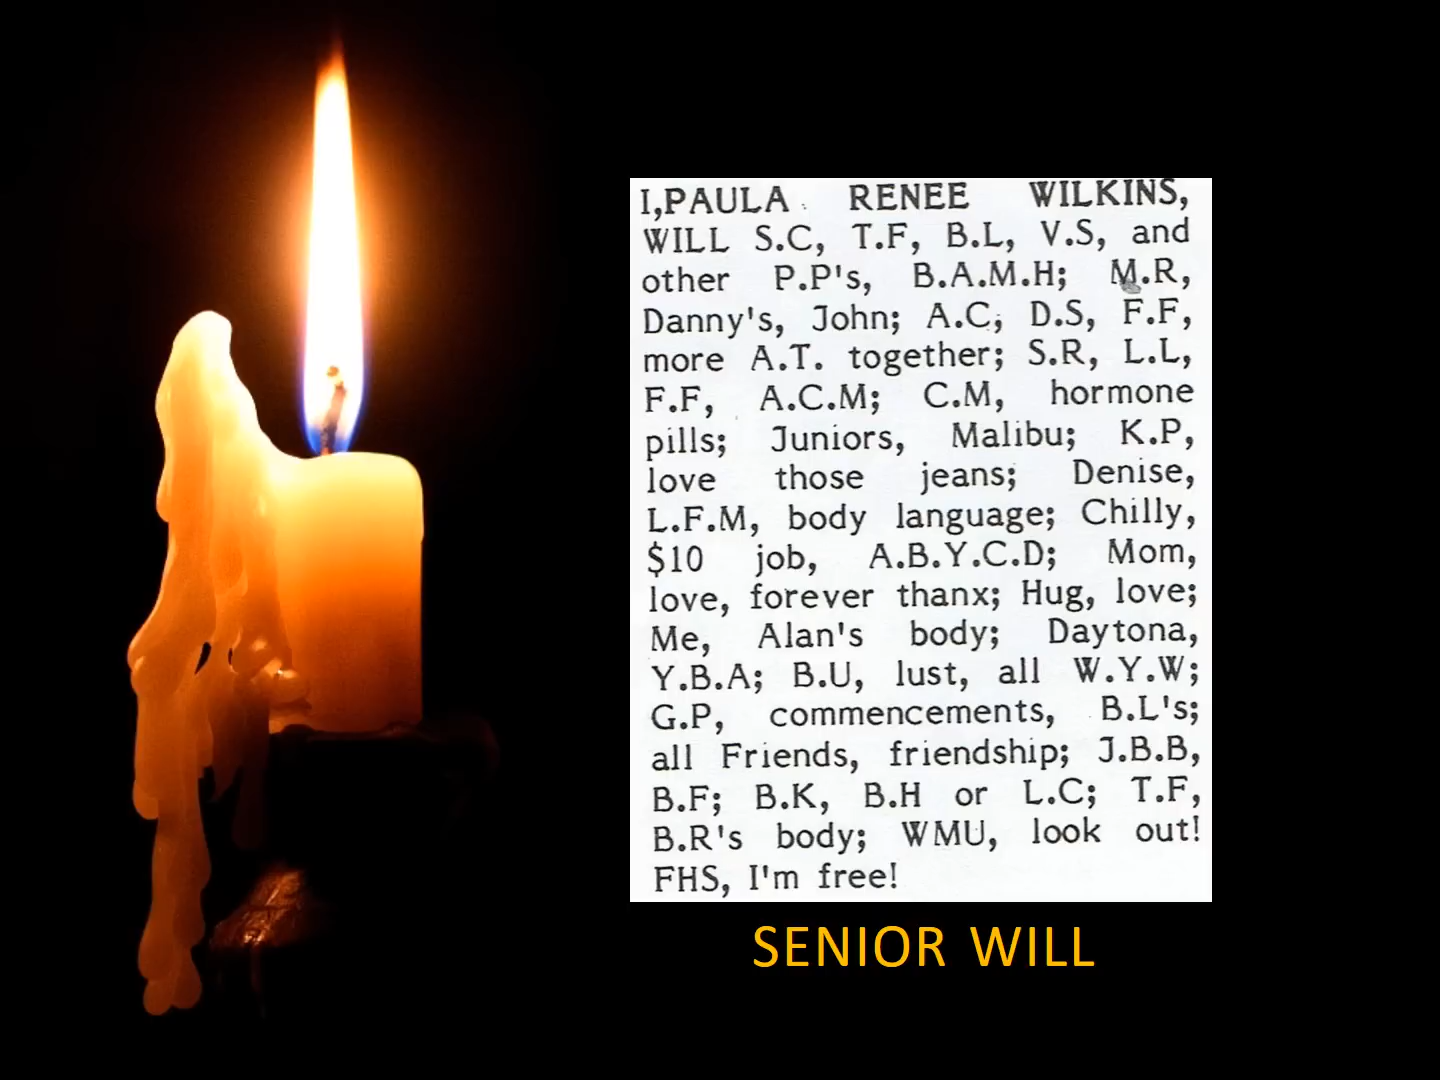 I,PAULA RENEE WILKINS,
WILL S.C, T.F, B.L, V.S, and
other P.P's, B.A.M.H; M.R,
Danny's, John; A.C, D.S, F.F,
more A.T. together; S.R, L.L,
F.F, A.C.M; C.M, hormone
pills; Juniors, Malibu; K.P,
love those jeans; Denise,
L.F.M, body language; Chilly,
$10 job, A.B.Y.C.D; Mom,
love, forever thanx; Hug, love;
Me, Alan's body; Daytona,
Y.B.A; B.U, lust, all W.Y.W;
G.P, commencements, B.L's;
all Friends, friendship; J.B.B,
B.F; B.K, B.H or L.C; T.F,
B.R's body; WMU, look out!
FHS, I'm free!
SENIOR WILL